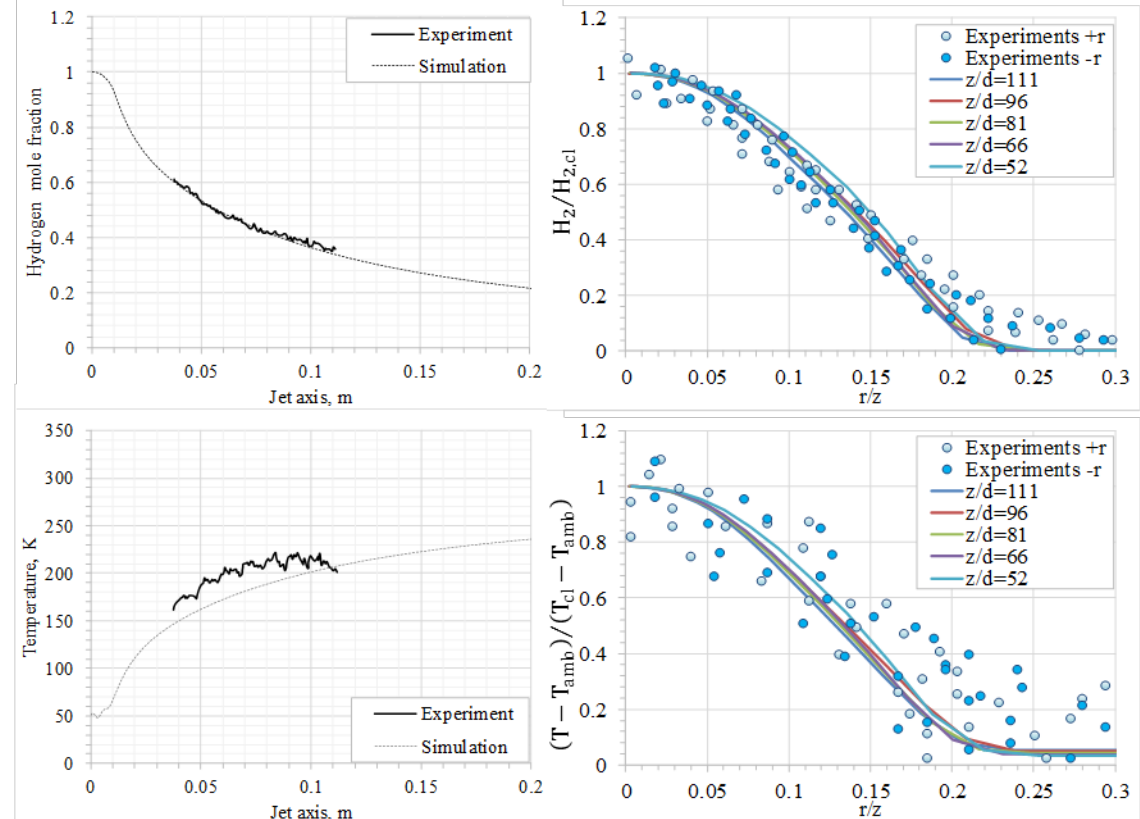 1.2
1
0.8
0.6
0.4
0.2
0
Hydrogen mole fraction
Experiment
Simulation
0 0.05 0.1 0.15 0.2
Jet axis, m
1.2
1
0.8
0.6
0.4
0.2
0
H₂/H₂,cl
Experiments +r
Experiments -r
z/d=111
z/d=96
z/d=81
z/d=66
z/d=52
0 0.05 0.1 0.15 0.2 0.25 0.3
r/z
350
300
250
200
150
100
50
0
Temperature, K
Experiment
Simulation
0 0.05 0.1 0.15 0.2
Jet axis, m
1.2
1
0.8
0.6
0.4
0.2
0
(T − Tamb)/(Tcl − Tamb)
Experiments +r
Experiments -r
z/d=111
z/d=96
z/d=81
z/d=66
z/d=52
0 0.05 0.1 0.15 0.2 0.25 0.3
r/z